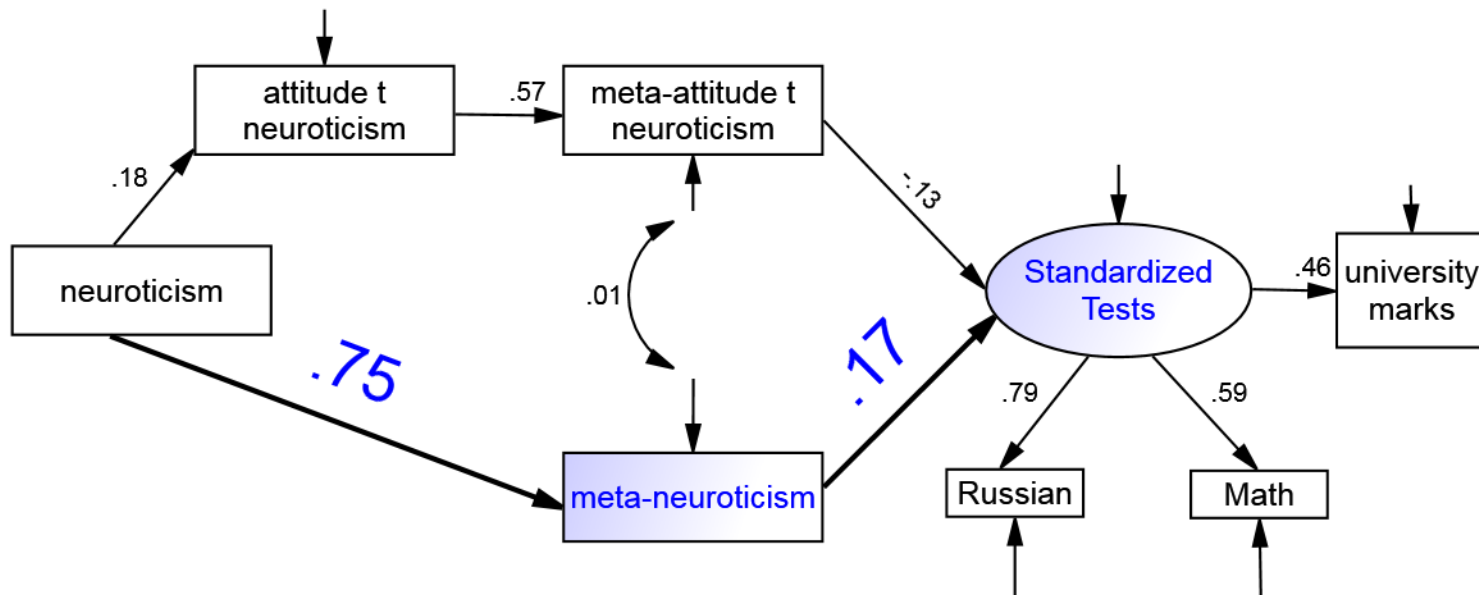 attitude t
neuroticism
.57
meta-attitude t
neuroticism
.18
-.13
neuroticism
.01
Standardized
Tests
.46
university
marks
.75
.17
.79
.59
meta-neuroticism
Russian
Math